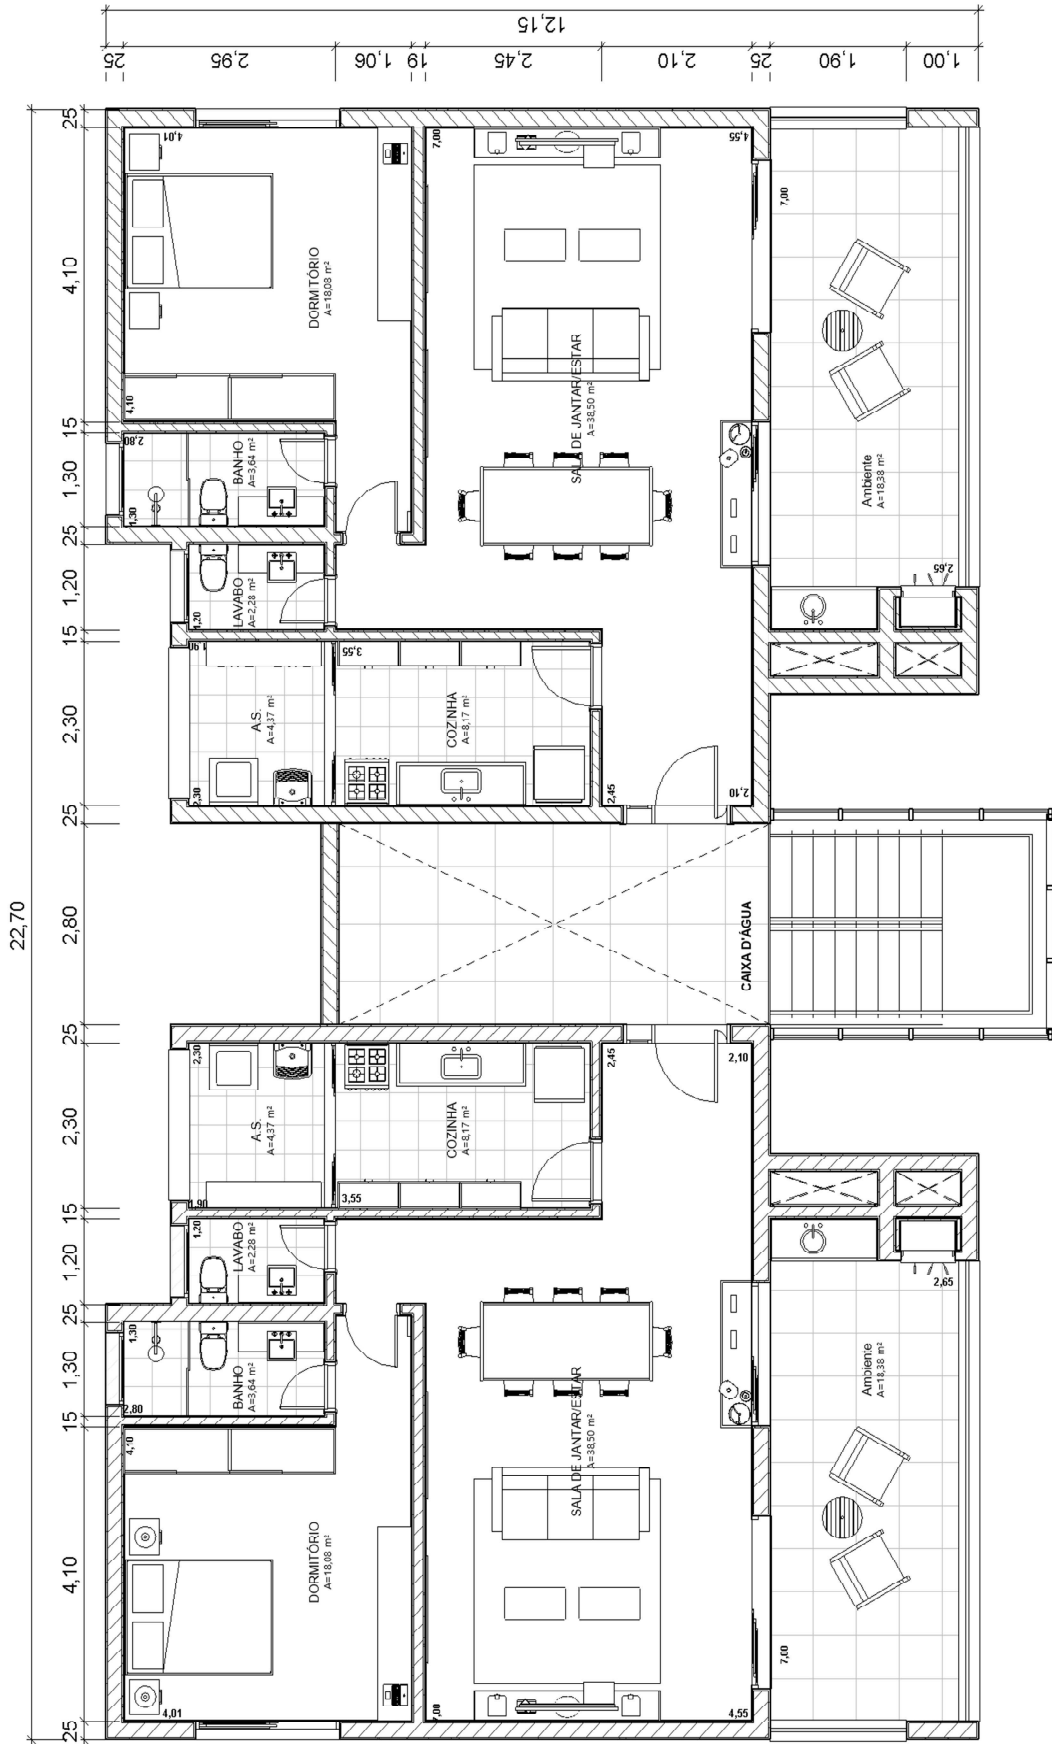 12,15
25
2,95
1,06
19
2,45
2,10
25
1,90
1,00
22,70
25
4,10
15
1,30
25
1,20
15
2,30
25
2,80
25
2,30
15
1,20
25
1,30
15
4,10
25
4,01
7,00
4,55
7,00
DORMITÓRIO
A=18,08 m²
4,10
SALA DE JANTAR/ESTAR
A=38,50 m²
2,80
BANHO
A=3,64 m²
1,30
Ambiente
A=18,38 m²
LAVABO
A=2,28 m²
1,20
2,65
1,90
3,55
A.S.
A=4,37 m²
COZINHA
A=8,17 m²
2,30
2,45
2,10
CAIXA D'ÁGUA
2,30
2,45
2,10
A.S.
A=4,37 m²
COZINHA
A=8,17 m²
1,90
3,55
1,20
LAVABO
A=2,28 m²
2,65
1,30
BANHO
A=3,64 m²
2,80
Ambiente
A=18,38 m²
4,10
SALA DE JANTAR/ESTAR
A=38,50 m²
DORMITÓRIO
A=18,08 m²
4,01
7,00
4,55
7,00